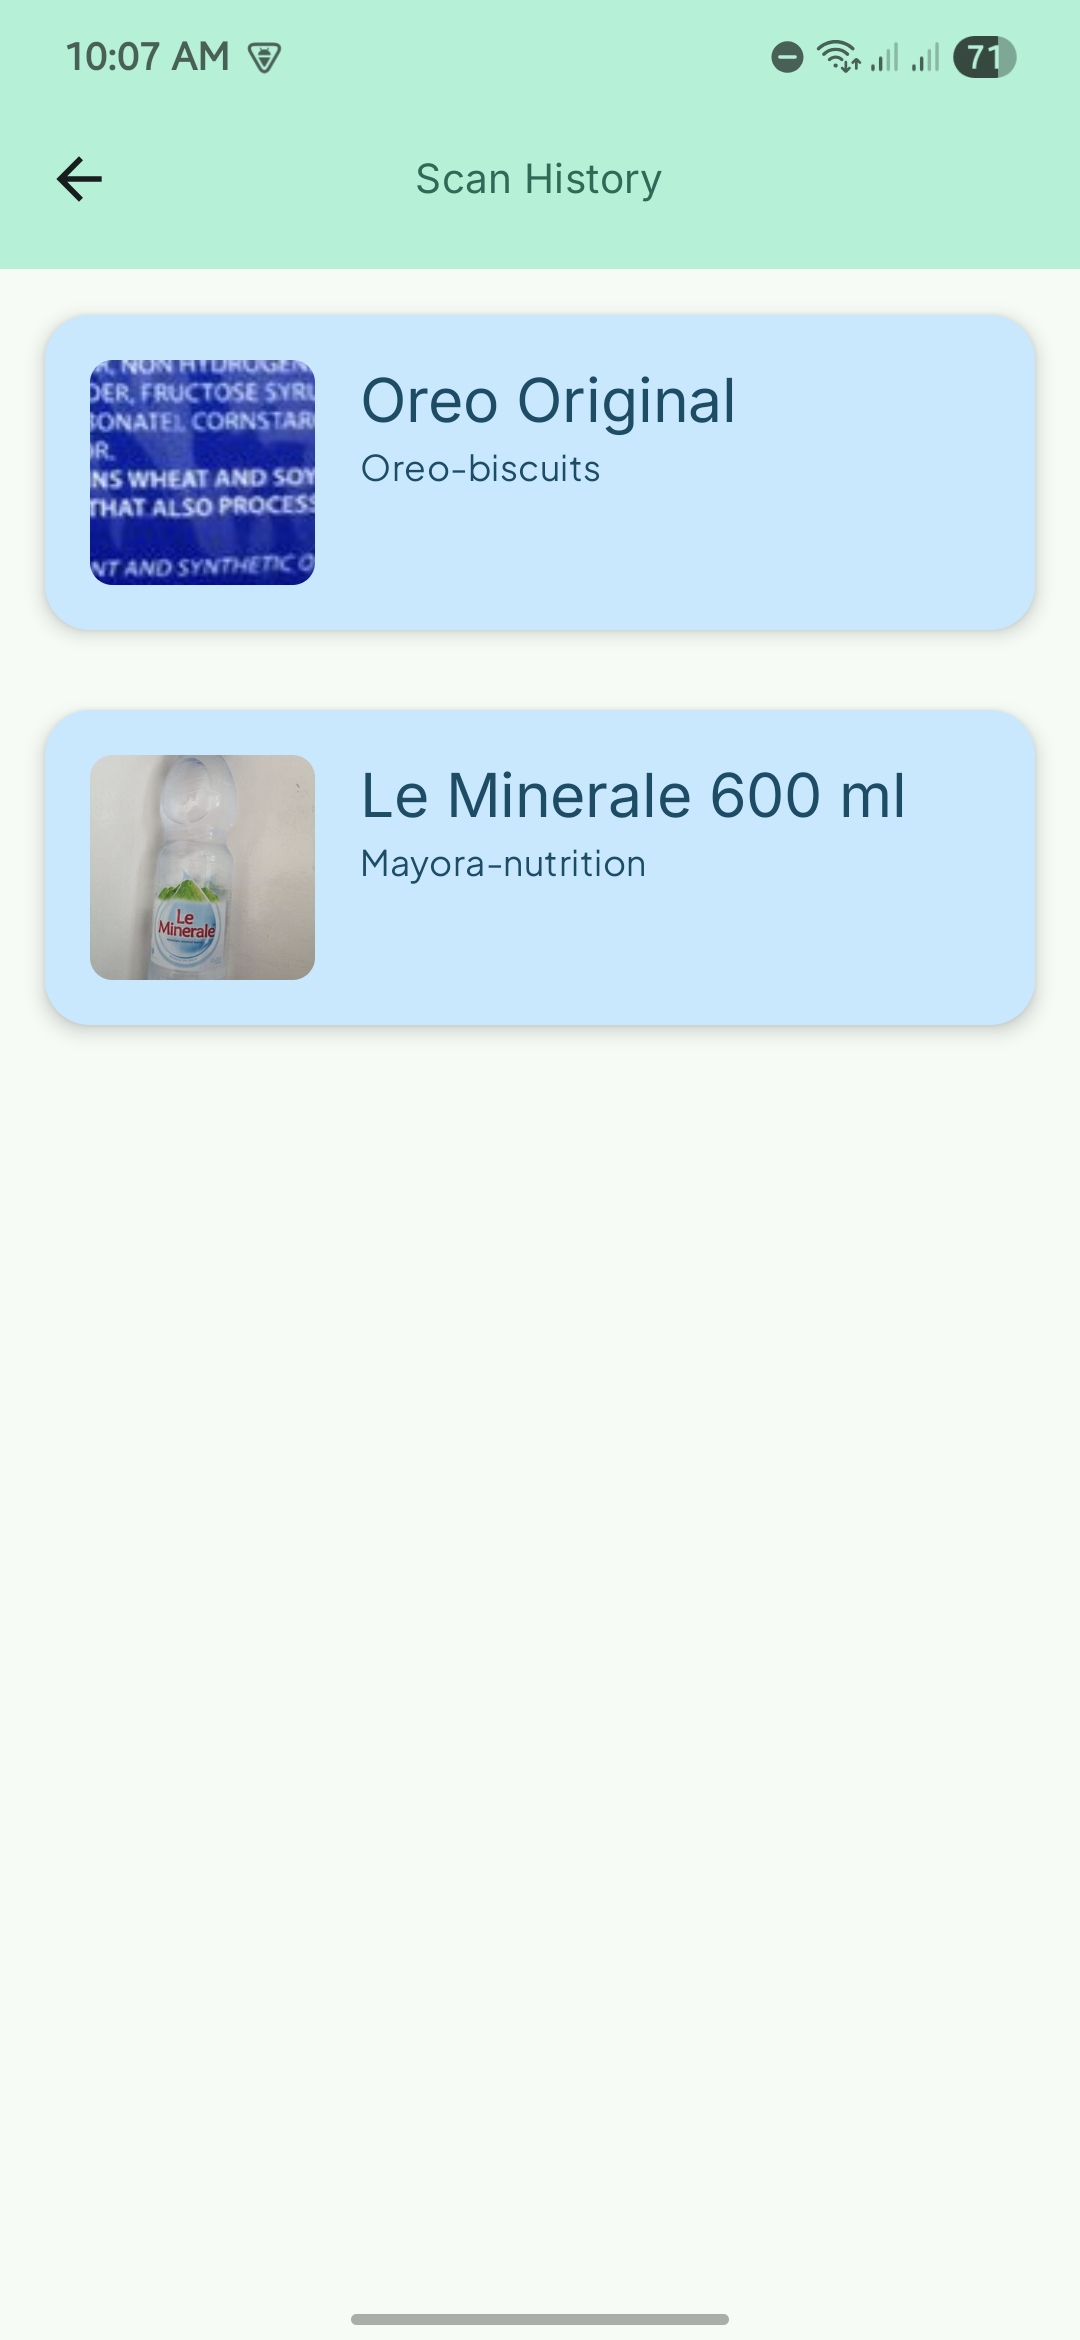 10:07 AM
71
Scan History
NON HYDROGEN
DER, FRUCTOSE SYRU
BONATE), CORNSTAR
OR.
NS WHEAT AND SOY
THAT ALSO PROCESS
NT AND SYNTHETIC O
Oreo Original
Oreo-biscuits
Le
Minerale
Le Minerale 600 ml
Mayora-nutrition